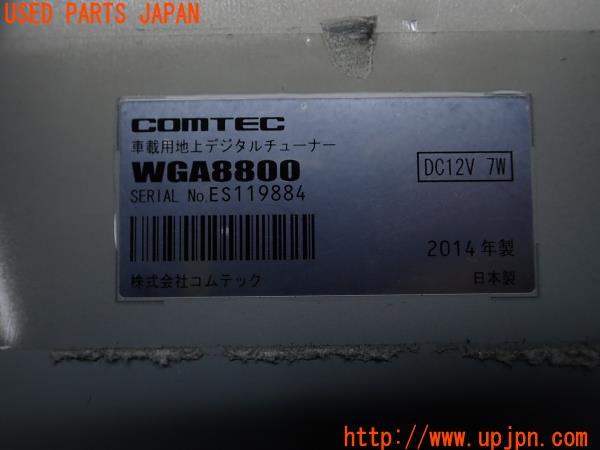 USED PARTS JAPAN
COMTEC
車載用地上デジタルチューナー
WGA8800
DC12V 7W
SERIAL No.ES119884
2014年製
株式会社コムテック
日本製
U-parts
http://www.upjpn.com